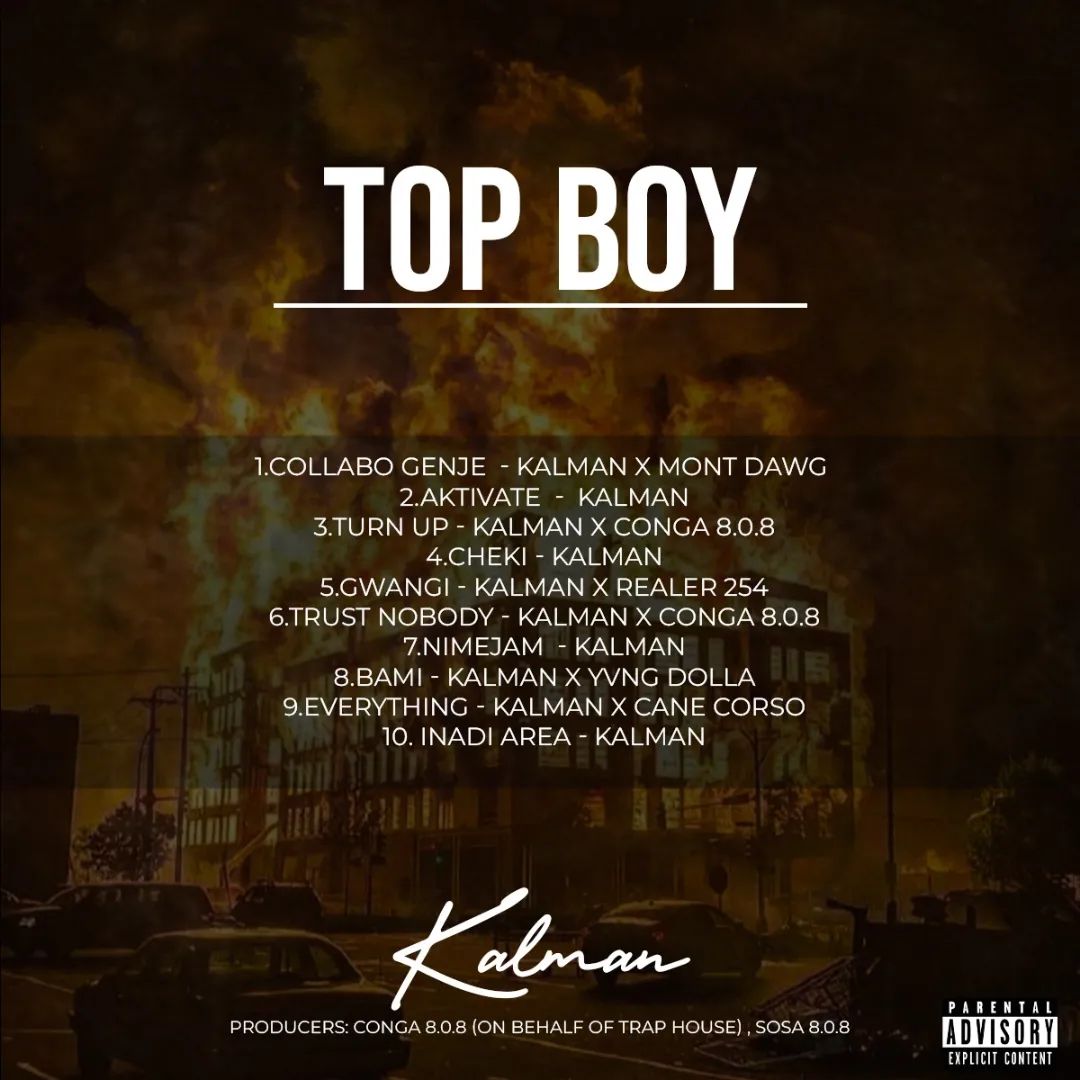 TOP BOY
1.COLLABO GENJE - KALMAN X MONT DAWG
2.AKTIVATE - KALMAN
3.TURN UP - KALMAN X CONGA 8.0.8
4.CHEKI - KALMAN
5.GWANGI - KALMAN X REALER 254
6.TRUST NOBODY - KALMAN X CONGA 8.0.8
7.NIMEJAM - KALMAN
8.BAMI - KALMAN X YVNG DOLLA
9.EVERYTHING - KALMAN X CANE CORSO
10. INADI AREA - KALMAN
Kalman
PRODUCERS: CONGA 8.0.8 (ON BEHALF OF TRAP HOUSE) , SOSA 8.0.8
PARENTAL
ADVISORY
EXPLICIT CONTENT